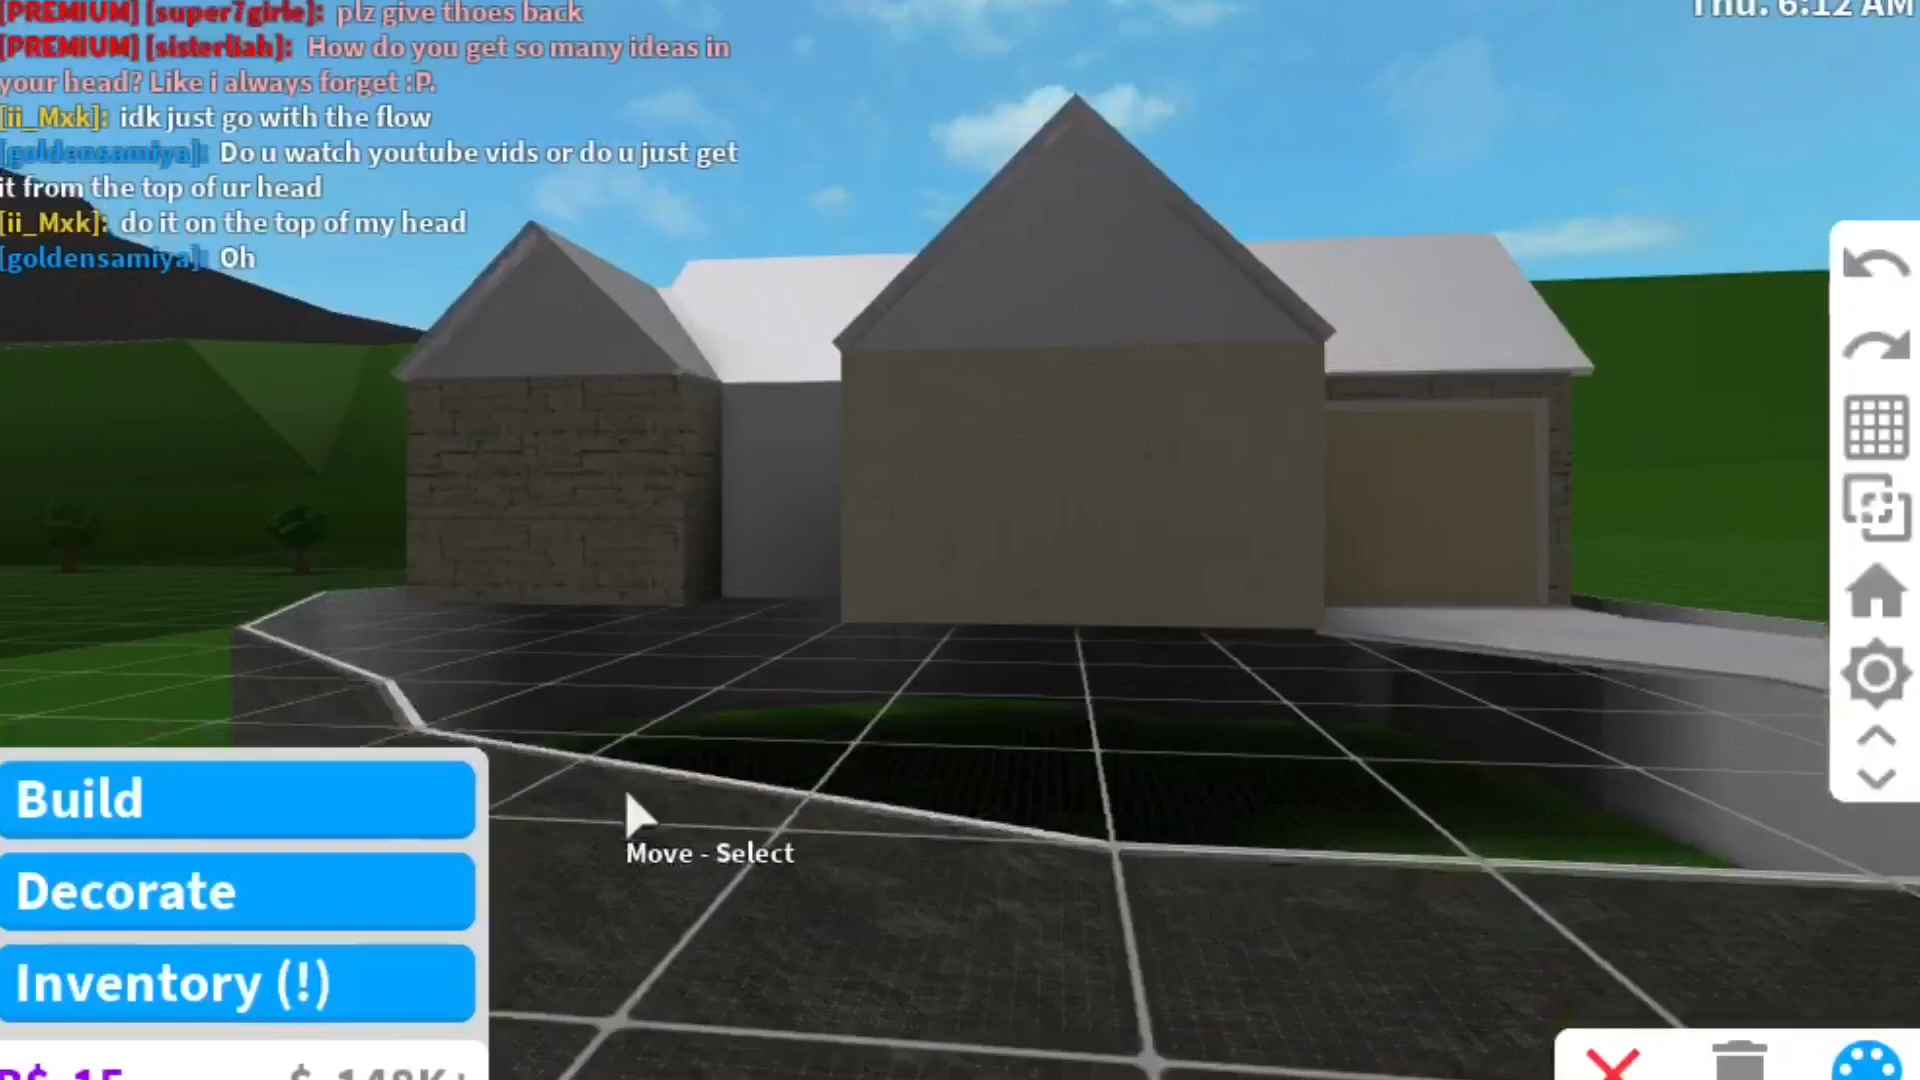 [PREMIUM] [super7girle]: plz give thoes back
Thu. 6:12 AM
[PREMIUM] [sisterliah]: How do you get so many ideas in
your head? Like i always forget :P.
[ii_Mxk]: idk just go with the flow
[goldensamiya]: Do u watch youtube vids or do u just get
it from the top of ur head
[ii_Mxk]: do it on the top of my head
[goldensamiya]: Oh
Build
Move - Select
Decorate
Inventory (!)
B$ 15
$ 148K+